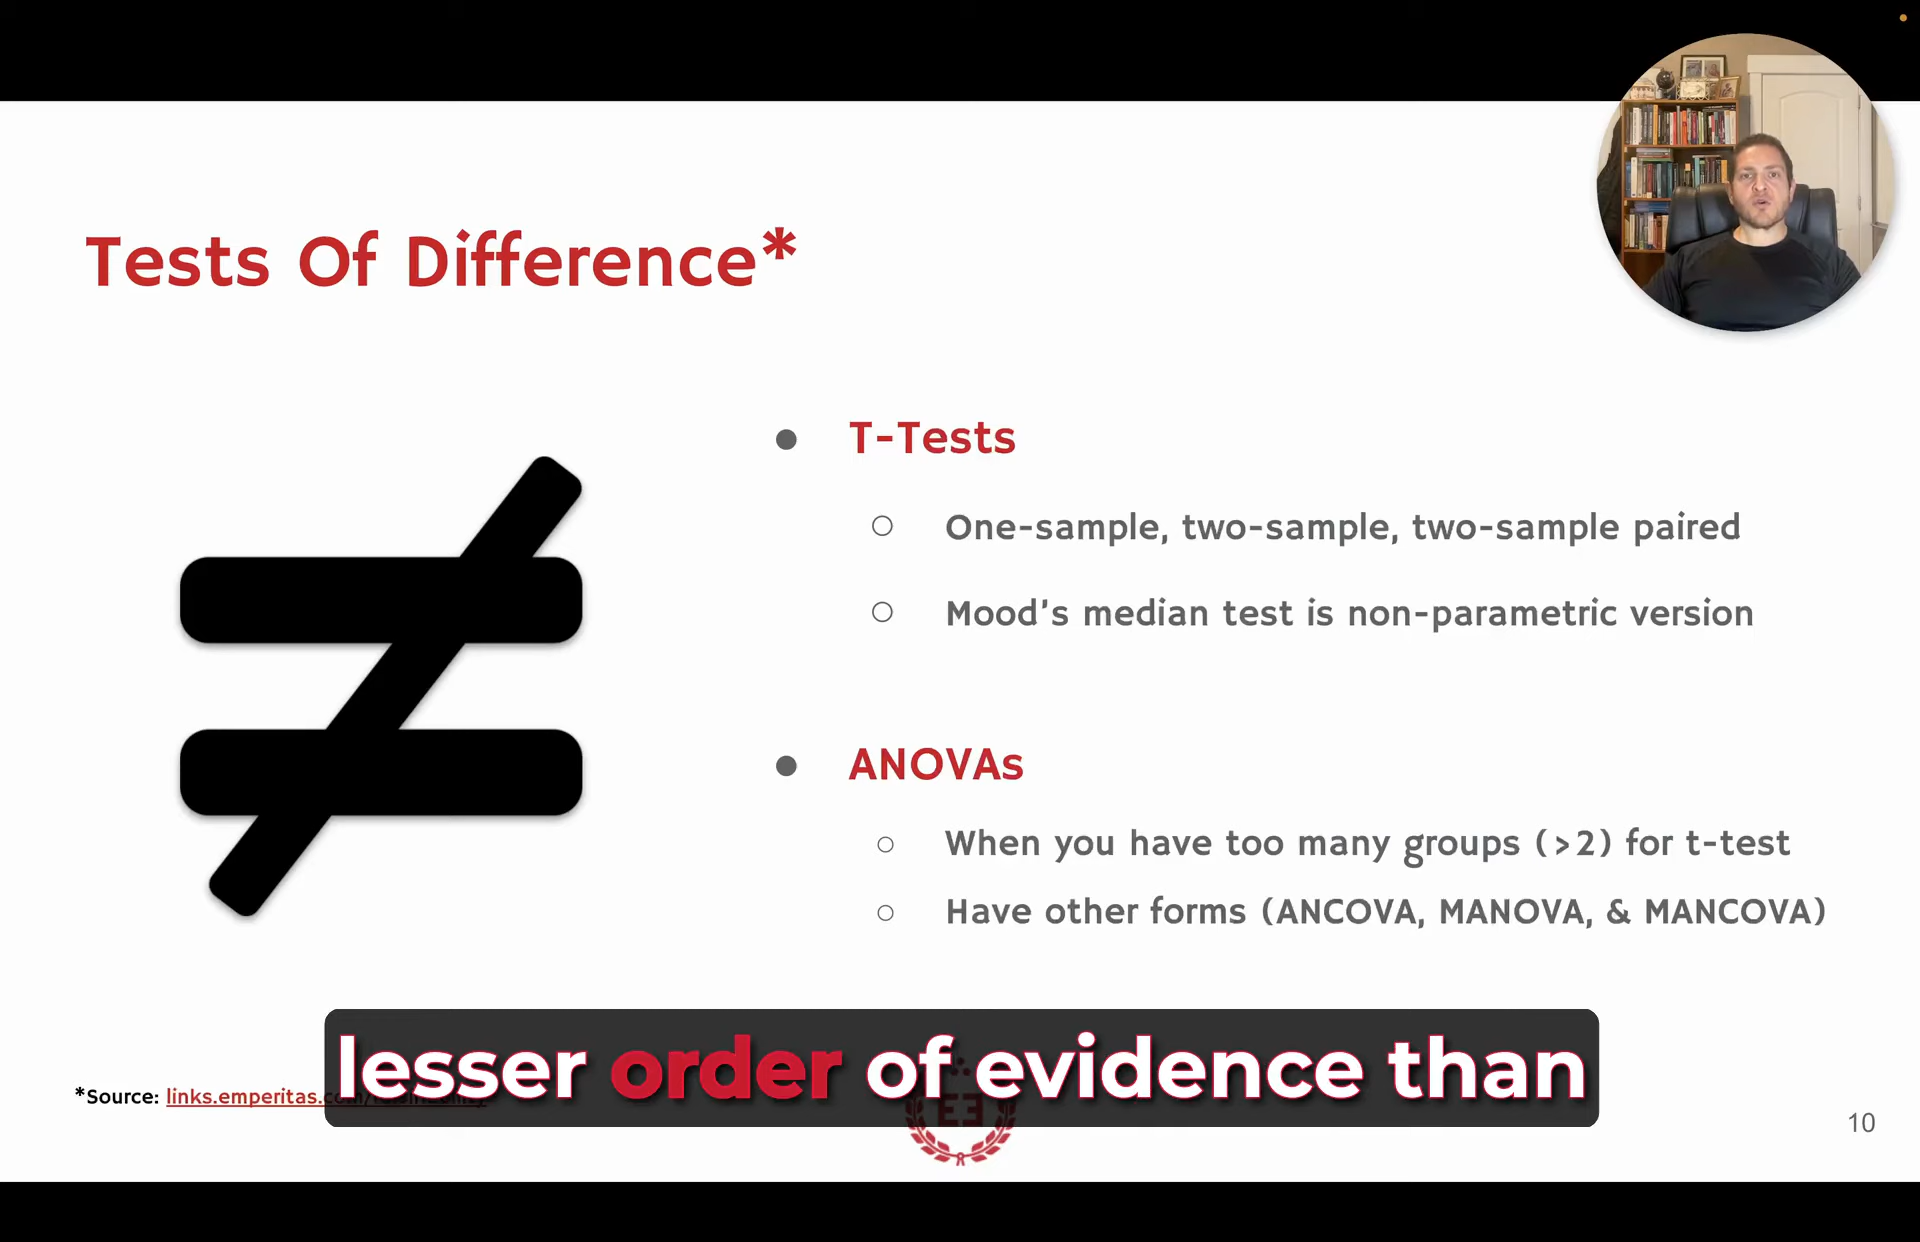 Tests Of Difference*
● T-Tests
○ One-sample, two-sample, two-sample paired
○ Mood's median test is non-parametric version
● ANOVAs
○ When you have too many groups (>2) for t-test
○ Have other forms (ANCOVA, MANOVA, & MANCOVA)
lesser order of evidence than
*Source: links.emperitas.
10